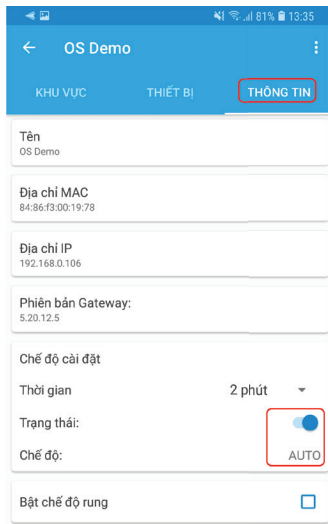 81% 13:35
OS Demo
KHU VỰC THIẾT BỊ THÔNG TIN
Tên
OS Demo
Địa chỉ MAC
84:86:f3:00:19:78
Địa chỉ IP
192.168.0.106
Phiên bản Gateway:
5.20.12.5
Chế độ cài đặt
Thời gian 2 phút
Trạng thái:
Chế độ: AUTO
Bật chế độ rung